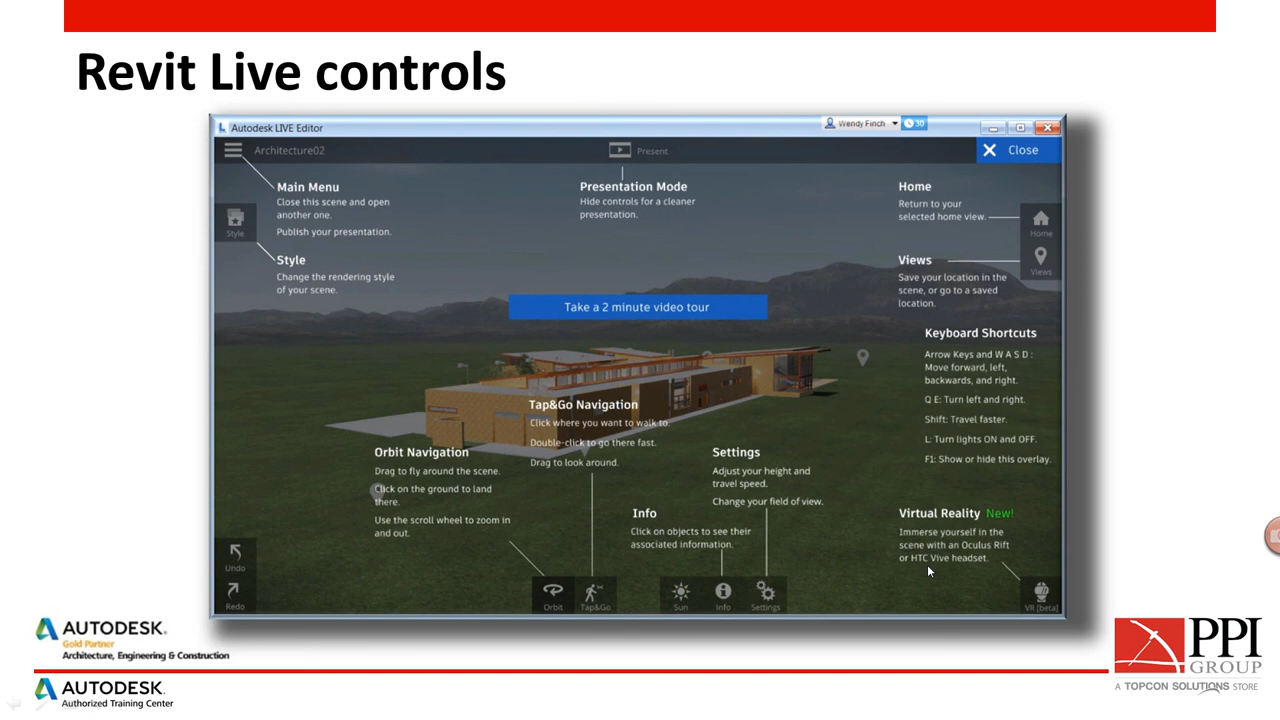 Revit Live controls
Autodesk LIVE Editor
Wendy Finch
30
Architecture02
Present
Close
Main Menu
Close this scene and open
another one.
Publish your presentation.
Presentation Mode
Hide controls for a cleaner
presentation.
Home
Return to your
selected home view.
Home
Style
Style
Change the rendering style
of your scene.
Views
Save your location in the
scene, or go to a saved
location.
Views
Take a 2 minute video tour
Keyboard Shortcuts
Arrow Keys and W A S D :
Move forward, left,
backwards, and right.
Q E: Turn left and right.
Shift: Travel faster.
L: Turn lights ON and OFF.
F1: Show or hide this overlay.
Tap&Go Navigation
Click where you want to walk to.
Double-click to go there fast.
Drag to look around.
Orbit Navigation
Drag to fly around the scene.
Click on the ground to land
there.
Use the scroll wheel to zoom in
and out.
Settings
Adjust your height and
travel speed.
Change your field of view.
Info
Click on objects to see their
associated information.
Virtual Reality New!
Immerse yourself in the
scene with an Oculus Rift
or HTC Vive headset.
Undo
Redo
Orbit
Tap&Go
Sun
Info
Settings
VR [beta]
AUTODESK.
Gold Partner
Architecture, Engineering & Construction
AUTODESK.
Authorized Training Center
PPI
GROUP
A TOPCON SOLUTIONS STORE